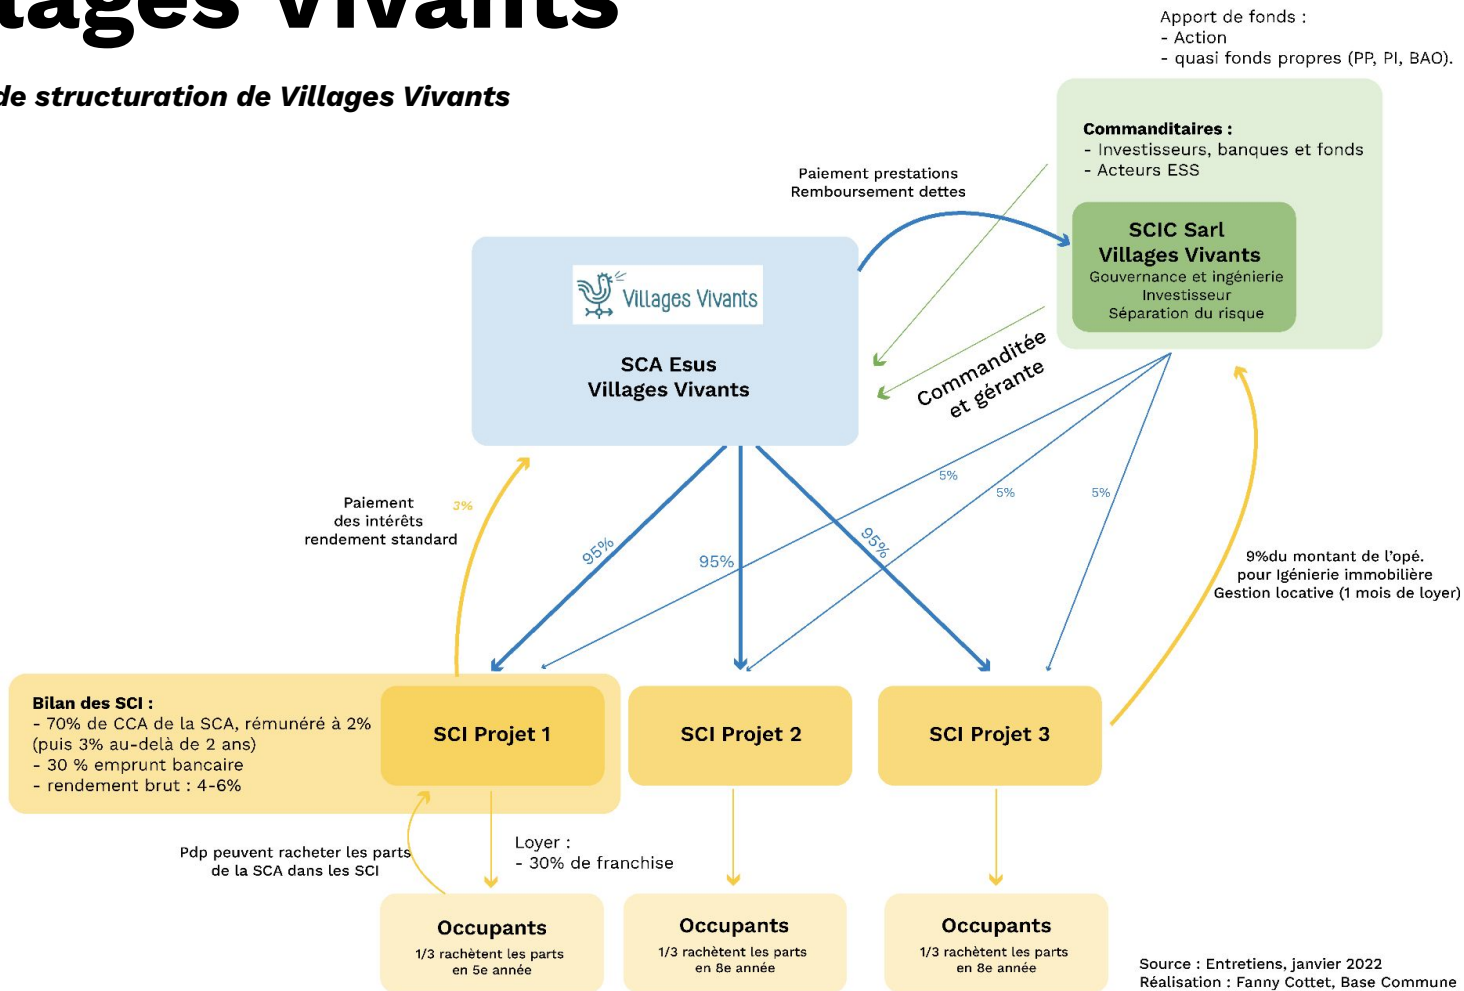 lages Vivants
de structuration de Villages Vivants
Apport de fonds :
- Action
- quasi fonds propres (PP, PI, BAO).
Commanditaires :
- Investisseurs, banques et fonds
- Acteurs ESS
SCIC Sarl
Villages Vivants
Gouvernance et ingénierie
Investisseur
Séparation du risque
Paiement prestations
Remboursement dettes
Villages Vivants
SCA Esus
Villages Vivants
Commanditée
et gérante
5%
5%
5%
Paiement
des intérêts
rendement standard
3%
95%
95%
95%
9%du montant de l'opé.
pour Igénierie immobilière
Gestion locative (1 mois de loyer)
Bilan des SCI :
- 70% de CCA de la SCA, rémunéré à 2%
(puis 3% au-delà de 2 ans)
- 30 % emprunt bancaire
- rendement brut : 4-6%
SCI Projet 1
SCI Projet 2
SCI Projet 3
Pdp peuvent racheter les parts
de la SCA dans les SCI
Loyer :
- 30% de franchise
Occupants
1/3 rachètent les parts
en 5e année
Occupants
1/3 rachètent les parts
en 8e année
Occupants
1/3 rachètent les parts
en 8e année
Source : Entretiens, janvier 2022
Réalisation : Fanny Cottet, Base Commune